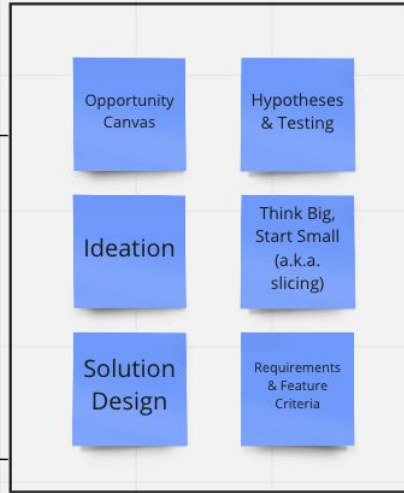 Opportunity
Canvas
Hypotheses
& Testing
Ideation
Think Big,
Start Small
(a.k.a.
slicing)
Solution
Design
Requirements
& Feature
Criteria